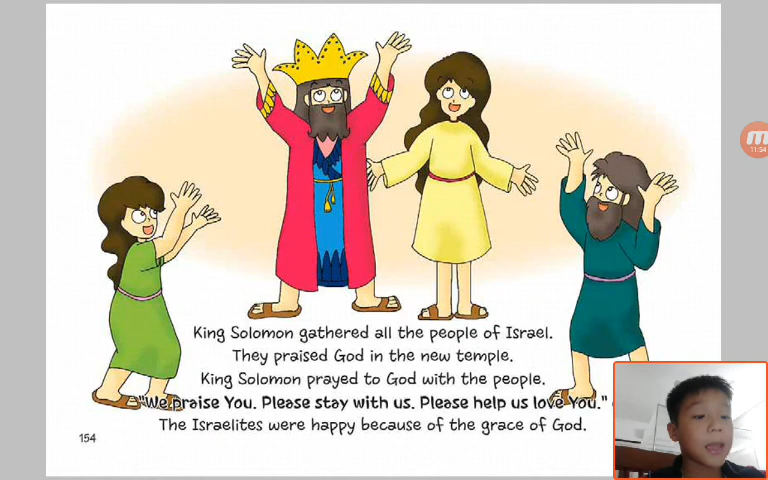 King Solomon gathered all the people of Israel.
They praised God in the new temple.
King Solomon prayed to God with the people.
"We praise You. Please stay with us. Please help us love You."
The Israelites were happy because of the grace of God.
154
11:54